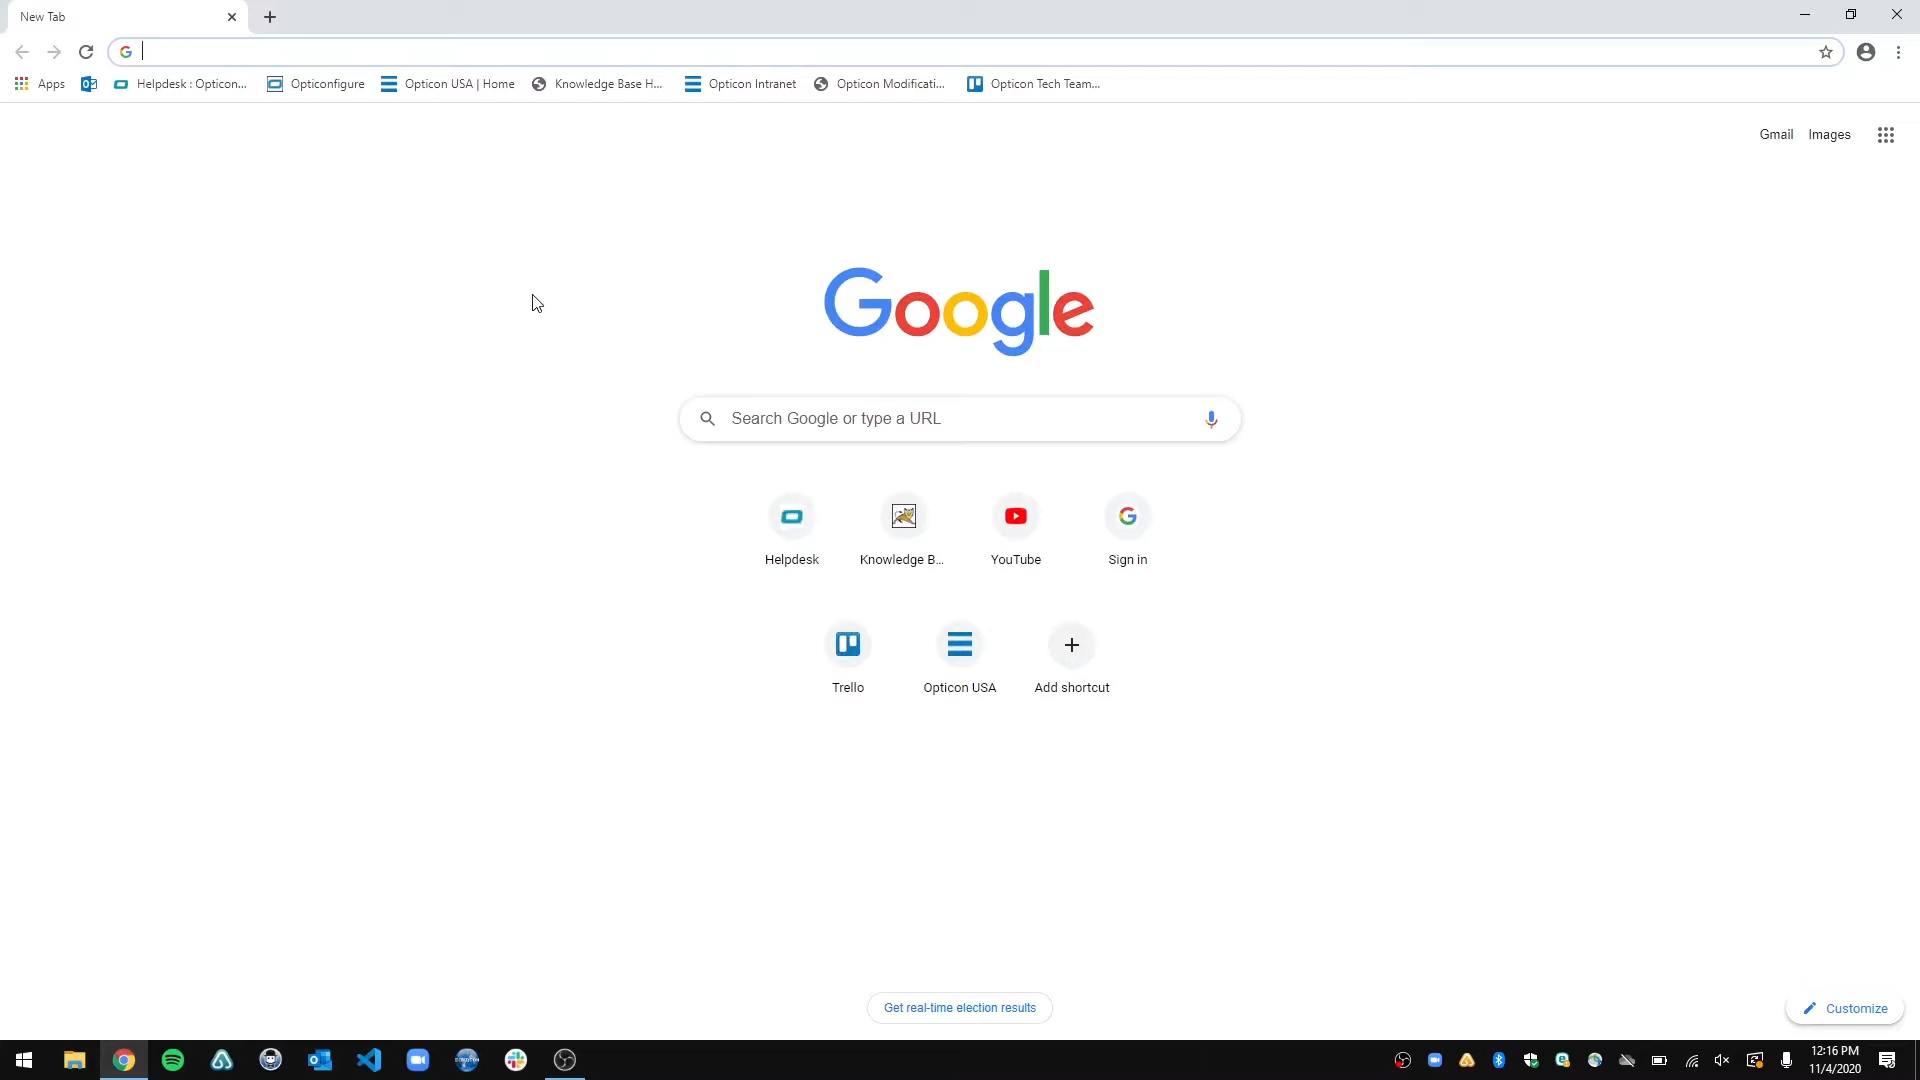 New Tab
Apps
Helpdesk : Opticon...
Opticonfigure
Opticon USA | Home
Knowledge Base H...
Opticon Intranet
Opticon Modificati...
Opticon Tech Team...
Gmail
Images
Google
Search Google or type a URL
Helpdesk
Knowledge B...
YouTube
Sign in
Trello
Opticon USA
Add shortcut
Get real-time election results
Customize
12:16 PM
11/4/2020